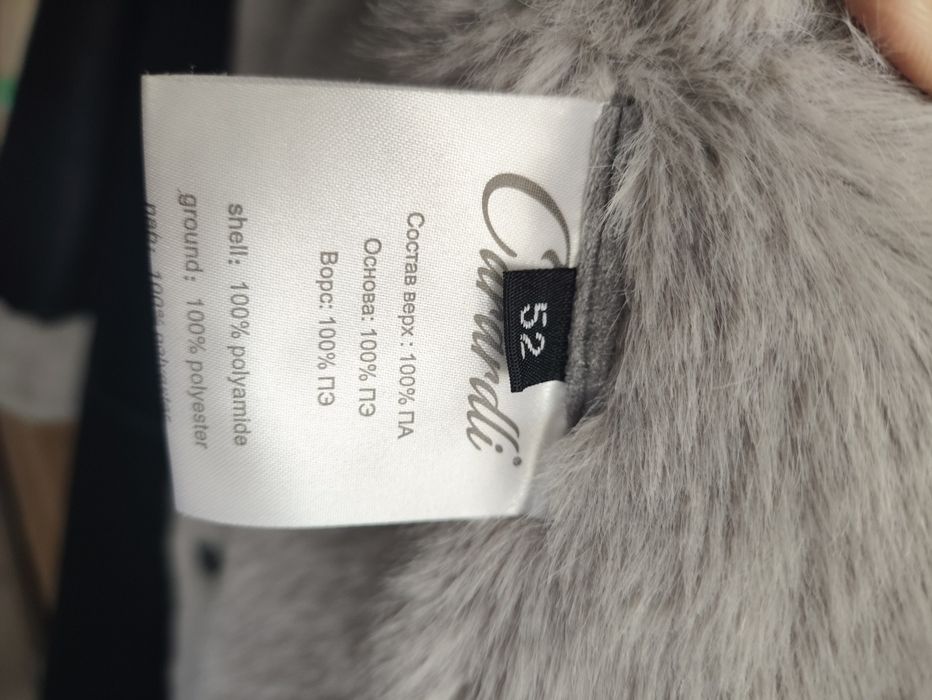 52
Состав верх : 100% ПА
Основа: 100% ПЭ
Ворс: 100% ПЭ
shell: 100% polyamide
ground: 100% polyester